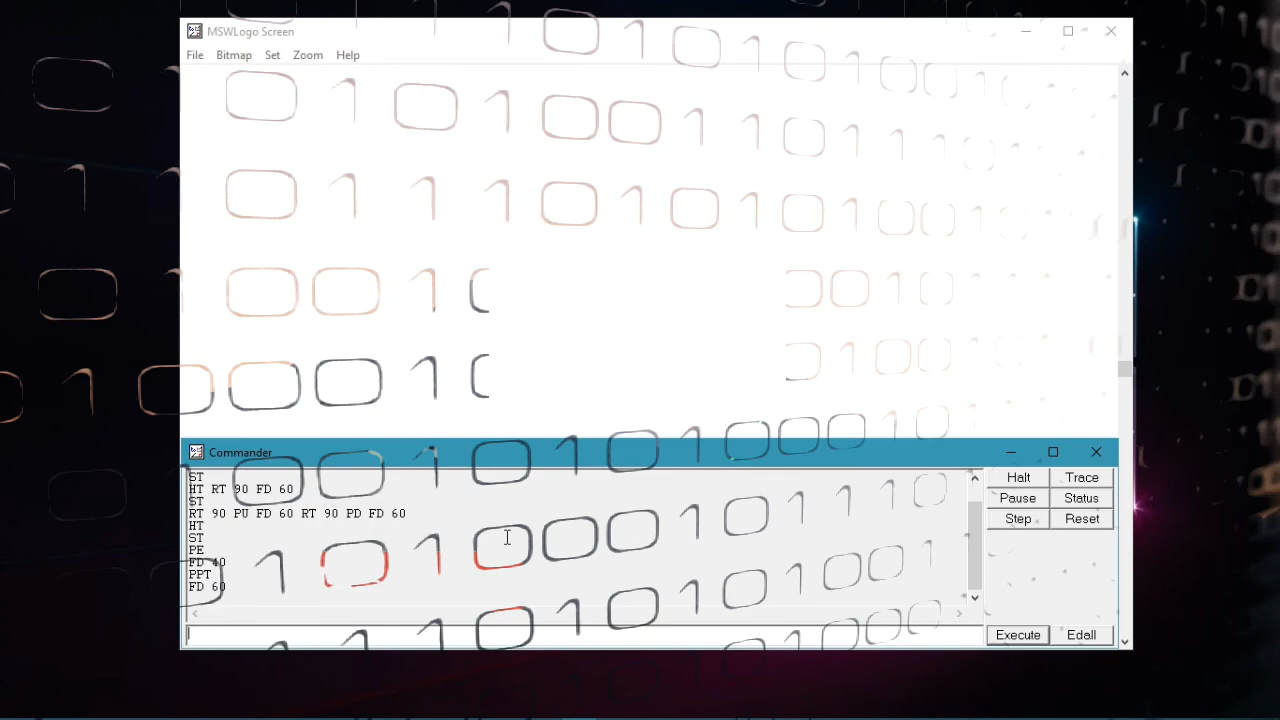 MSWLogo Screen
File Bitmap Set Zoom Help
Commander
ST
HT RT 90 FD 60
ST
RT 90 PU FD 60 RT 90 PD FD 60
HT
ST
PE
FD 40
PPT
FD 60
Halt Trace
Pause Status
Step Reset
Execute Edall